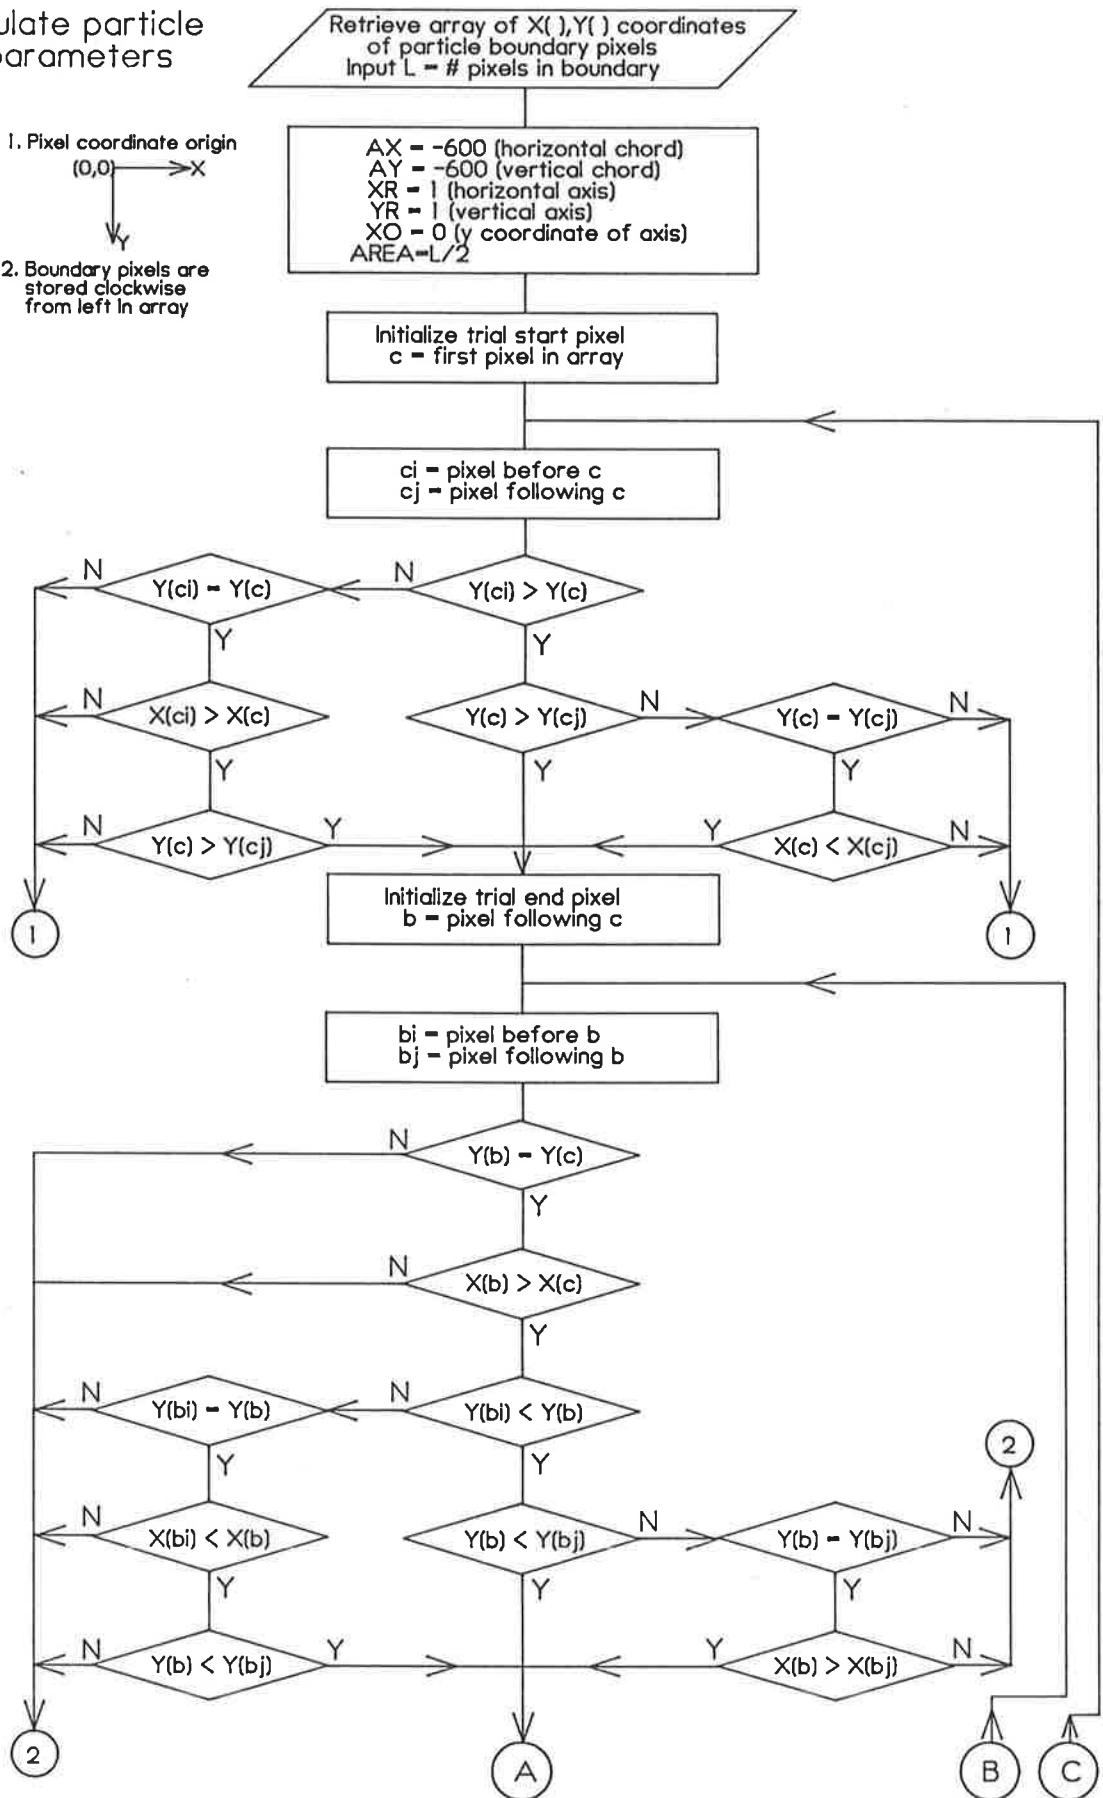 ulate particle
parameters
Retrieve array of X( ),Y( ) coordinates
of particle boundary pixels
Input L = # pixels in boundary
1. Pixel coordinate origin
(0,0) X
Y
2. Boundary pixels are
stored clockwise
from left in array
AX = -600 (horizontal chord)
AY = -600 (vertical chord)
XR = 1 (horizontal axis)
YR = 1 (vertical axis)
XO = 0 (y coordinate of axis)
AREA=L/2
Initialize trial start pixel
c = first pixel in array
ci = pixel before c
cj = pixel following c
N Y(ci) = Y(c) N Y(ci) > Y(c)
Y Y
N X(ci) > X(c) Y(c) > Y(cj) N Y(c) = Y(cj) N
Y Y Y
N Y(c) > Y(cj) Y Y X(c) < X(cj) N
Initialize trial end pixel
b = pixel following c
1 1
bi = pixel before b
bj = pixel following b
N Y(b) = Y(c)
Y
N X(b) > X(c)
Y
N Y(bi) = Y(b) N Y(bi) < Y(b)
2
Y Y
N X(bi) < X(b) Y(b) < Y(bj) N Y(b) = Y(bj) N
Y Y Y
N Y(b) < Y(bj) Y Y X(b) > X(bj) N
2 A B C